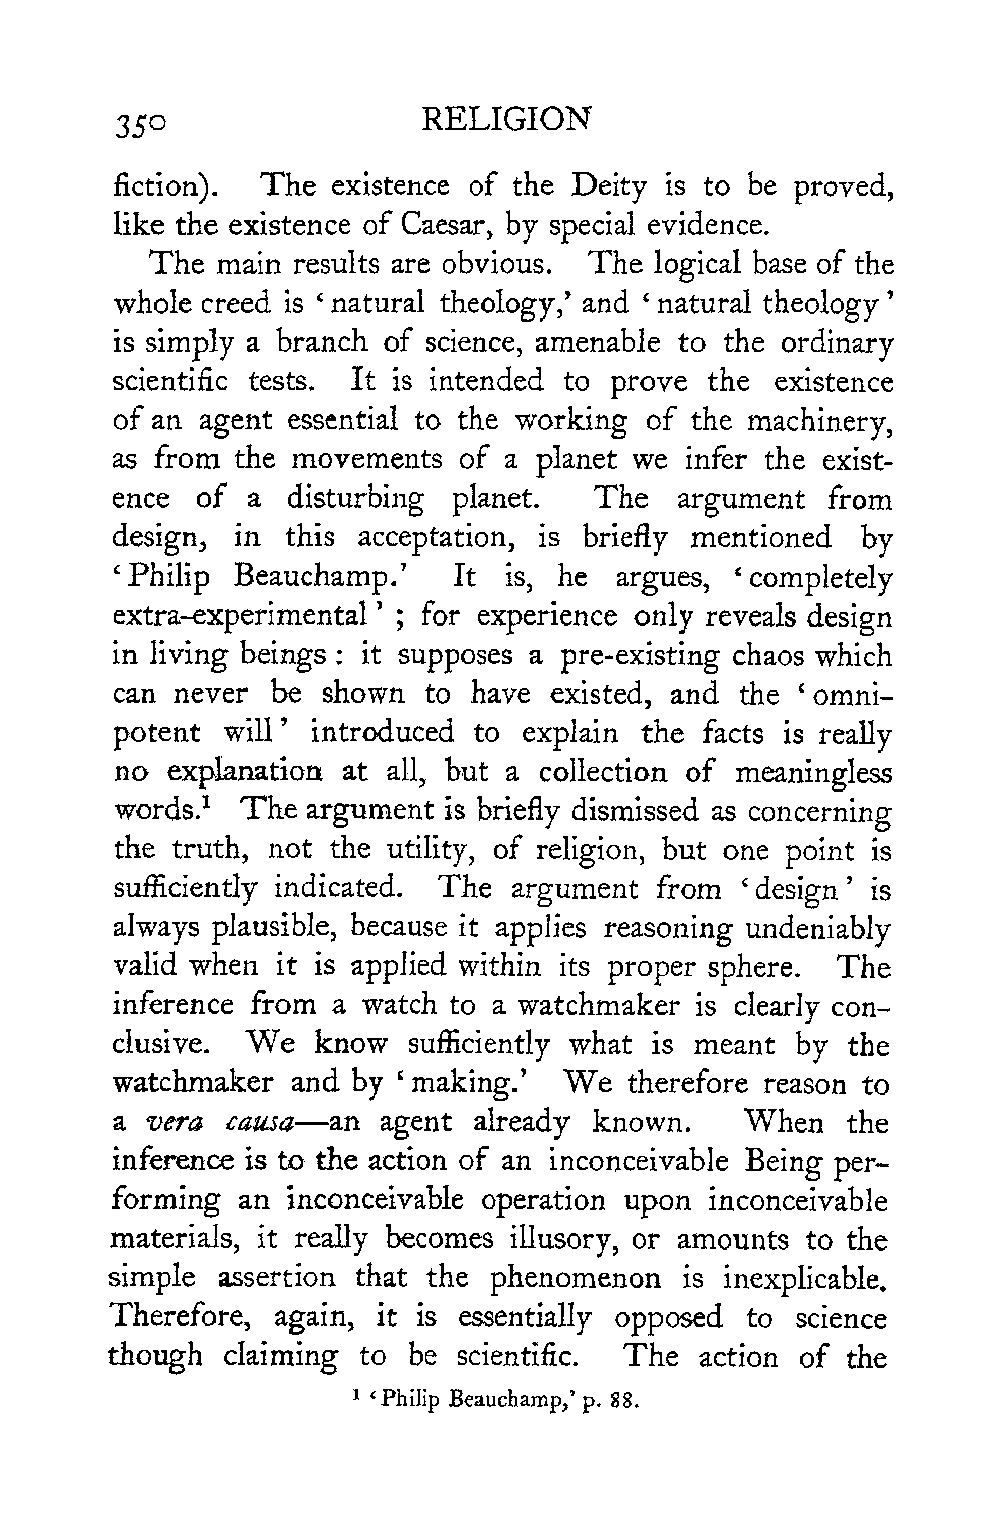 350 RELIGION
fiction). The existence of the Deity is to be proved,
like the existence of Caesar, by special evidence.
The main results are obvious. The logical base of the
whole creed is ‘natural theology,’ and ‘natural theology’
is simply a branch of science, amenable to the ordinary
scientific tests. It is intended to prove the existence
of an agent essential to the working of the machinery,
as from the movements of a planet we infer the exist-
ence of a disturbing planet. The argument from
design, in this acceptation, is briefly mentioned by
‘Philip Beauchamp.’ It is, he argues, ‘completely
extra-experimental’; for experience only reveals design
in living beings: it supposes a pre-existing chaos which
can never be shown to have existed, and the ‘omni-
potent will’ introduced to explain the facts is really
no explanation at all, but a collection of meaningless
words.¹ The argument is briefly dismissed as concerning
the truth, not the utility, of religion, but one point is
sufficiently indicated. The argument from ‘design’ is
always plausible, because it applies reasoning undeniably
valid when it is applied within its proper sphere. The
inference from a watch to a watchmaker is clearly con-
clusive. We know sufficiently what is meant by the
watchmaker and by ‘making.’ We therefore reason to
a vera causa—an agent already known. When the
inference is to the action of an inconceivable Being per-
forming an inconceivable operation upon inconceivable
materials, it really becomes illusory, or amounts to the
simple assertion that the phenomenon is inexplicable.
Therefore, again, it is essentially opposed to science
though claiming to be scientific. The action of the
¹ ‘Philip Beauchamp,’ p. 88.